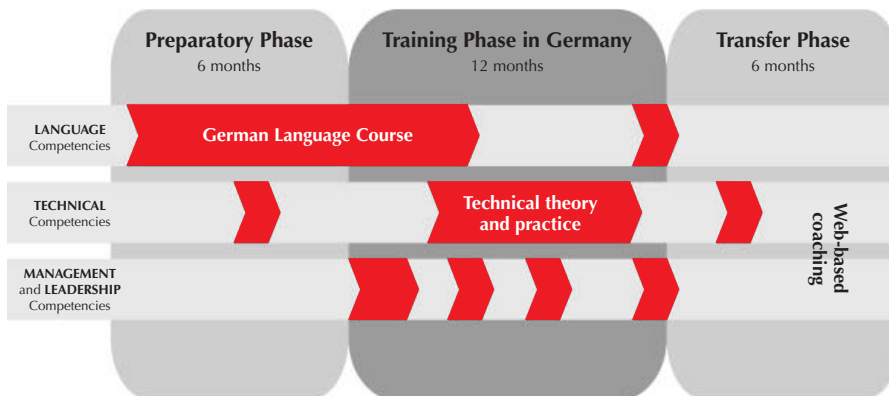 Preparatory Phase
6 months
Training Phase in Germany
12 months
Transfer Phase
6 months
LANGUAGE
Competencies
German Language Course
TECHNICAL
Competencies
Technical theory
and practice
MANAGEMENT
and LEADERSHIP
Competencies
Web-based
coaching